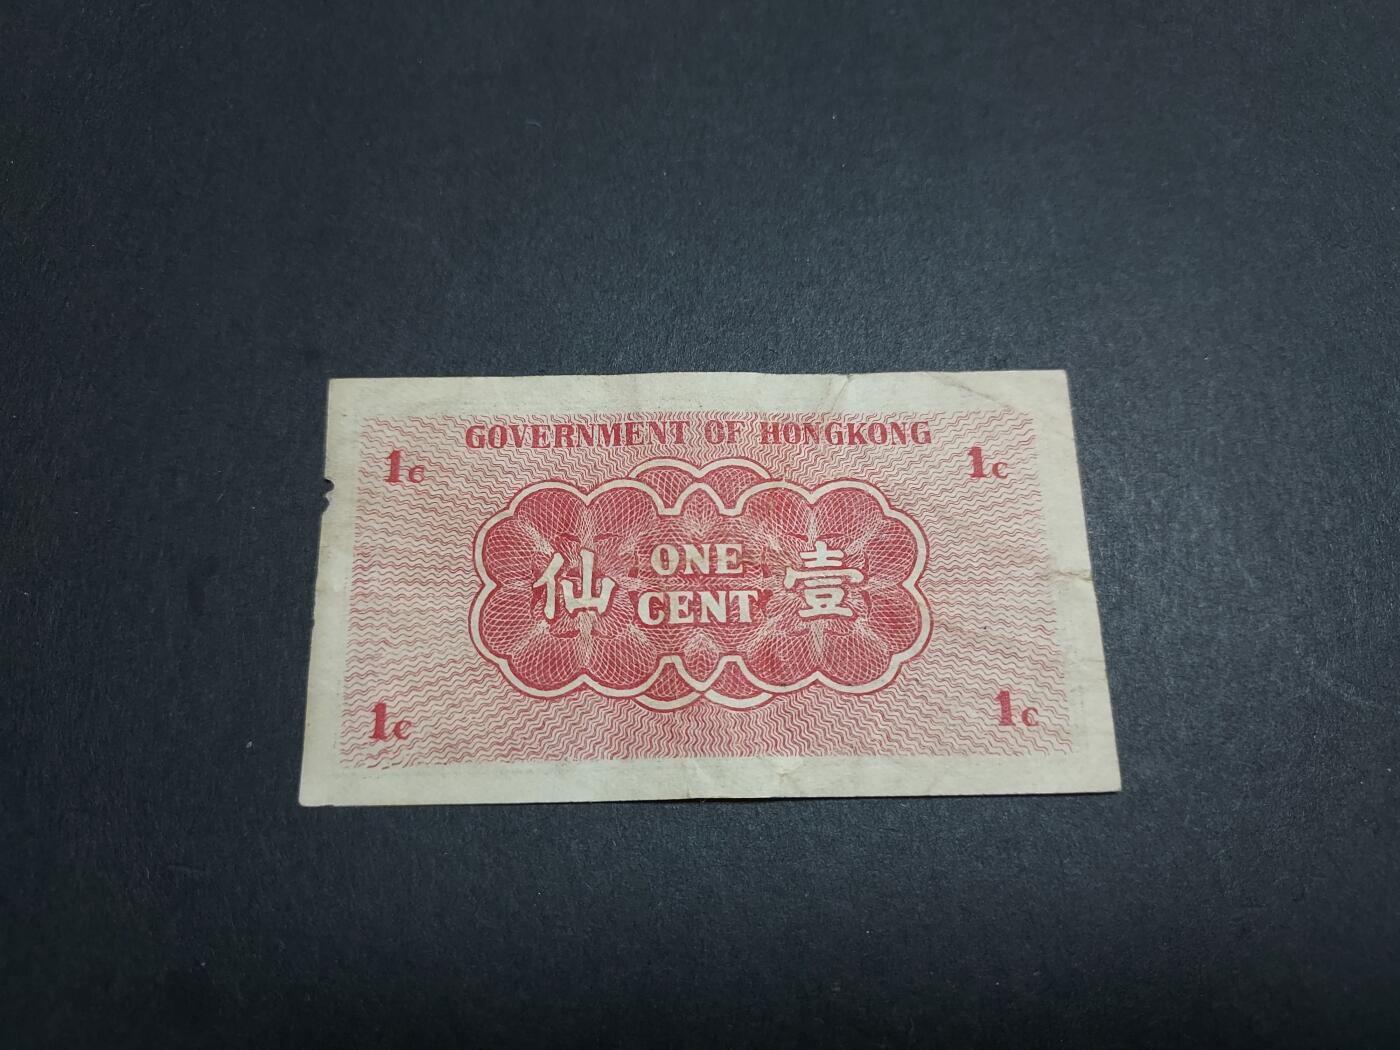 GOVERNMENT OF HONGKONG
1c 1c
仙 ONE CENT 壹
1c 1c